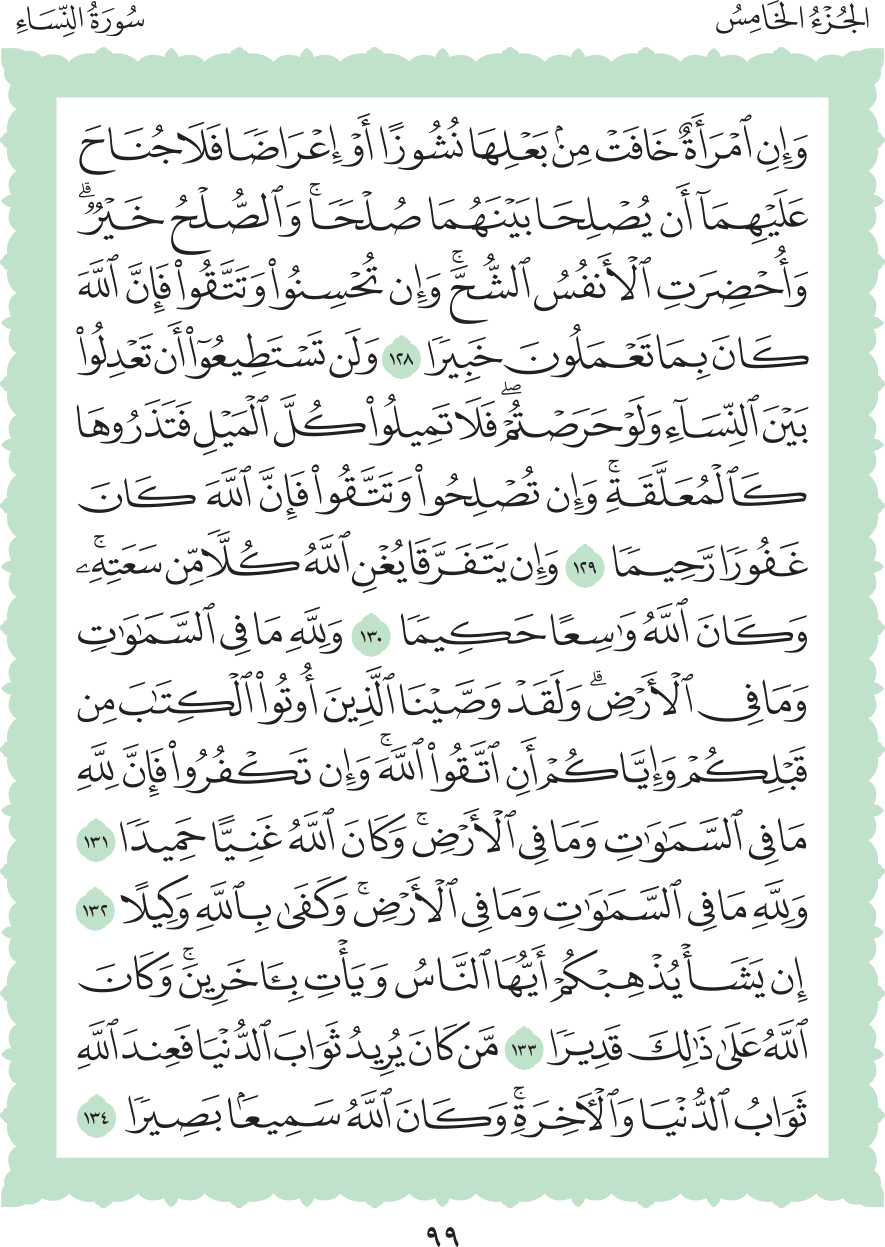 الجُزْءُ الخَامِسُ
سُورَةُ النِّسَاءِ
وَإِنِ ٱمْرَأَةٌ خَافَتْ مِنۢ بَعْلِهَا نُشُوزًا أَوْ إِعْرَاضٗا فَلَا جُنَاحَ
عَلَيْهِمَآ أَن يُصْلِحَا بَيْنَهُمَا صُلْحٗاۚ وَٱلصُّلْحُ خَيْرٞۗ
وَأُحْضِرَتِ ٱلْأَنفُسُ ٱلشُّحَّۚ وَإِن تُحْسِنُواْ وَتَتَّقُواْ فَإِنَّ ٱللَّهَ
كَانَ بِمَا تَعْمَلُونَ خَبِيرٗا ١٢٨ وَلَن تَسْتَطِيعُوٓاْ أَن تَعْدِلُواْ
بَيْنَ ٱلنِّسَآءِ وَلَوْ حَرَصْتُمْۖ فَلَا تَمِيلُواْ كُلَّ ٱلْمَيْلِ فَتَذَرُوهَا
كَٱلْمُعَلَّقَةِۚ وَإِن تُصْلِحُواْ وَتَتَّقُواْ فَإِنَّ ٱللَّهَ كَانَ
غَفُورٗا رَّحِيمٗا ١٢٩ وَإِن يَتَفَرَّقَا يُغْنِ ٱللَّهُ كُلّٗا مِّن سَعَتِهِۦۚ
وَكَانَ ٱللَّهُ وَٰسِعًا حَكِيمٗا ١٣٠ وَلِلَّهِ مَا فِي ٱلسَّمَٰوَٰتِ
وَمَا فِي ٱلْأَرْضِۗ وَلَقَدْ وَصَّيْنَا ٱلَّذِينَ أُوتُواْ ٱلْكِتَٰبَ مِن
قَبْلِكُمْ وَإِيَّاكُمْ أَنِ ٱتَّقُواْ ٱللَّهَۚ وَإِن تَكْفُرُواْ فَإِنَّ لِلَّهِ
مَا فِي ٱلسَّمَٰوَٰتِ وَمَا فِي ٱلْأَرْضِۚ وَكَانَ ٱللَّهُ غَنِيًّا حَمِيدٗا ١٣١
وَلِلَّهِ مَا فِي ٱلسَّمَٰوَٰتِ وَمَا فِي ٱلْأَرْضِۚ وَكَفَىٰ بِٱللَّهِ وَكِيلًا ١٣٢
إِن يَشَأْ يُذْهِبْكُمْ أَيُّهَا ٱلنَّاسُ وَيَأْتِ بِـَٔاخَرِينَۚ وَكَانَ
ٱللَّهُ عَلَىٰ ذَٰلِكَ قَدِيرٗا ١٣٣ مَّن كَانَ يُرِيدُ ثَوَابَ ٱلدُّنْيَا فَعِندَ ٱللَّهِ
ثَوَابُ ٱلدُّنْيَا وَٱلْأٓخِرَةِۚ وَكَانَ ٱللَّهُ سَمِيعَۢا بَصِيرٗا ١٣٤
٩٩